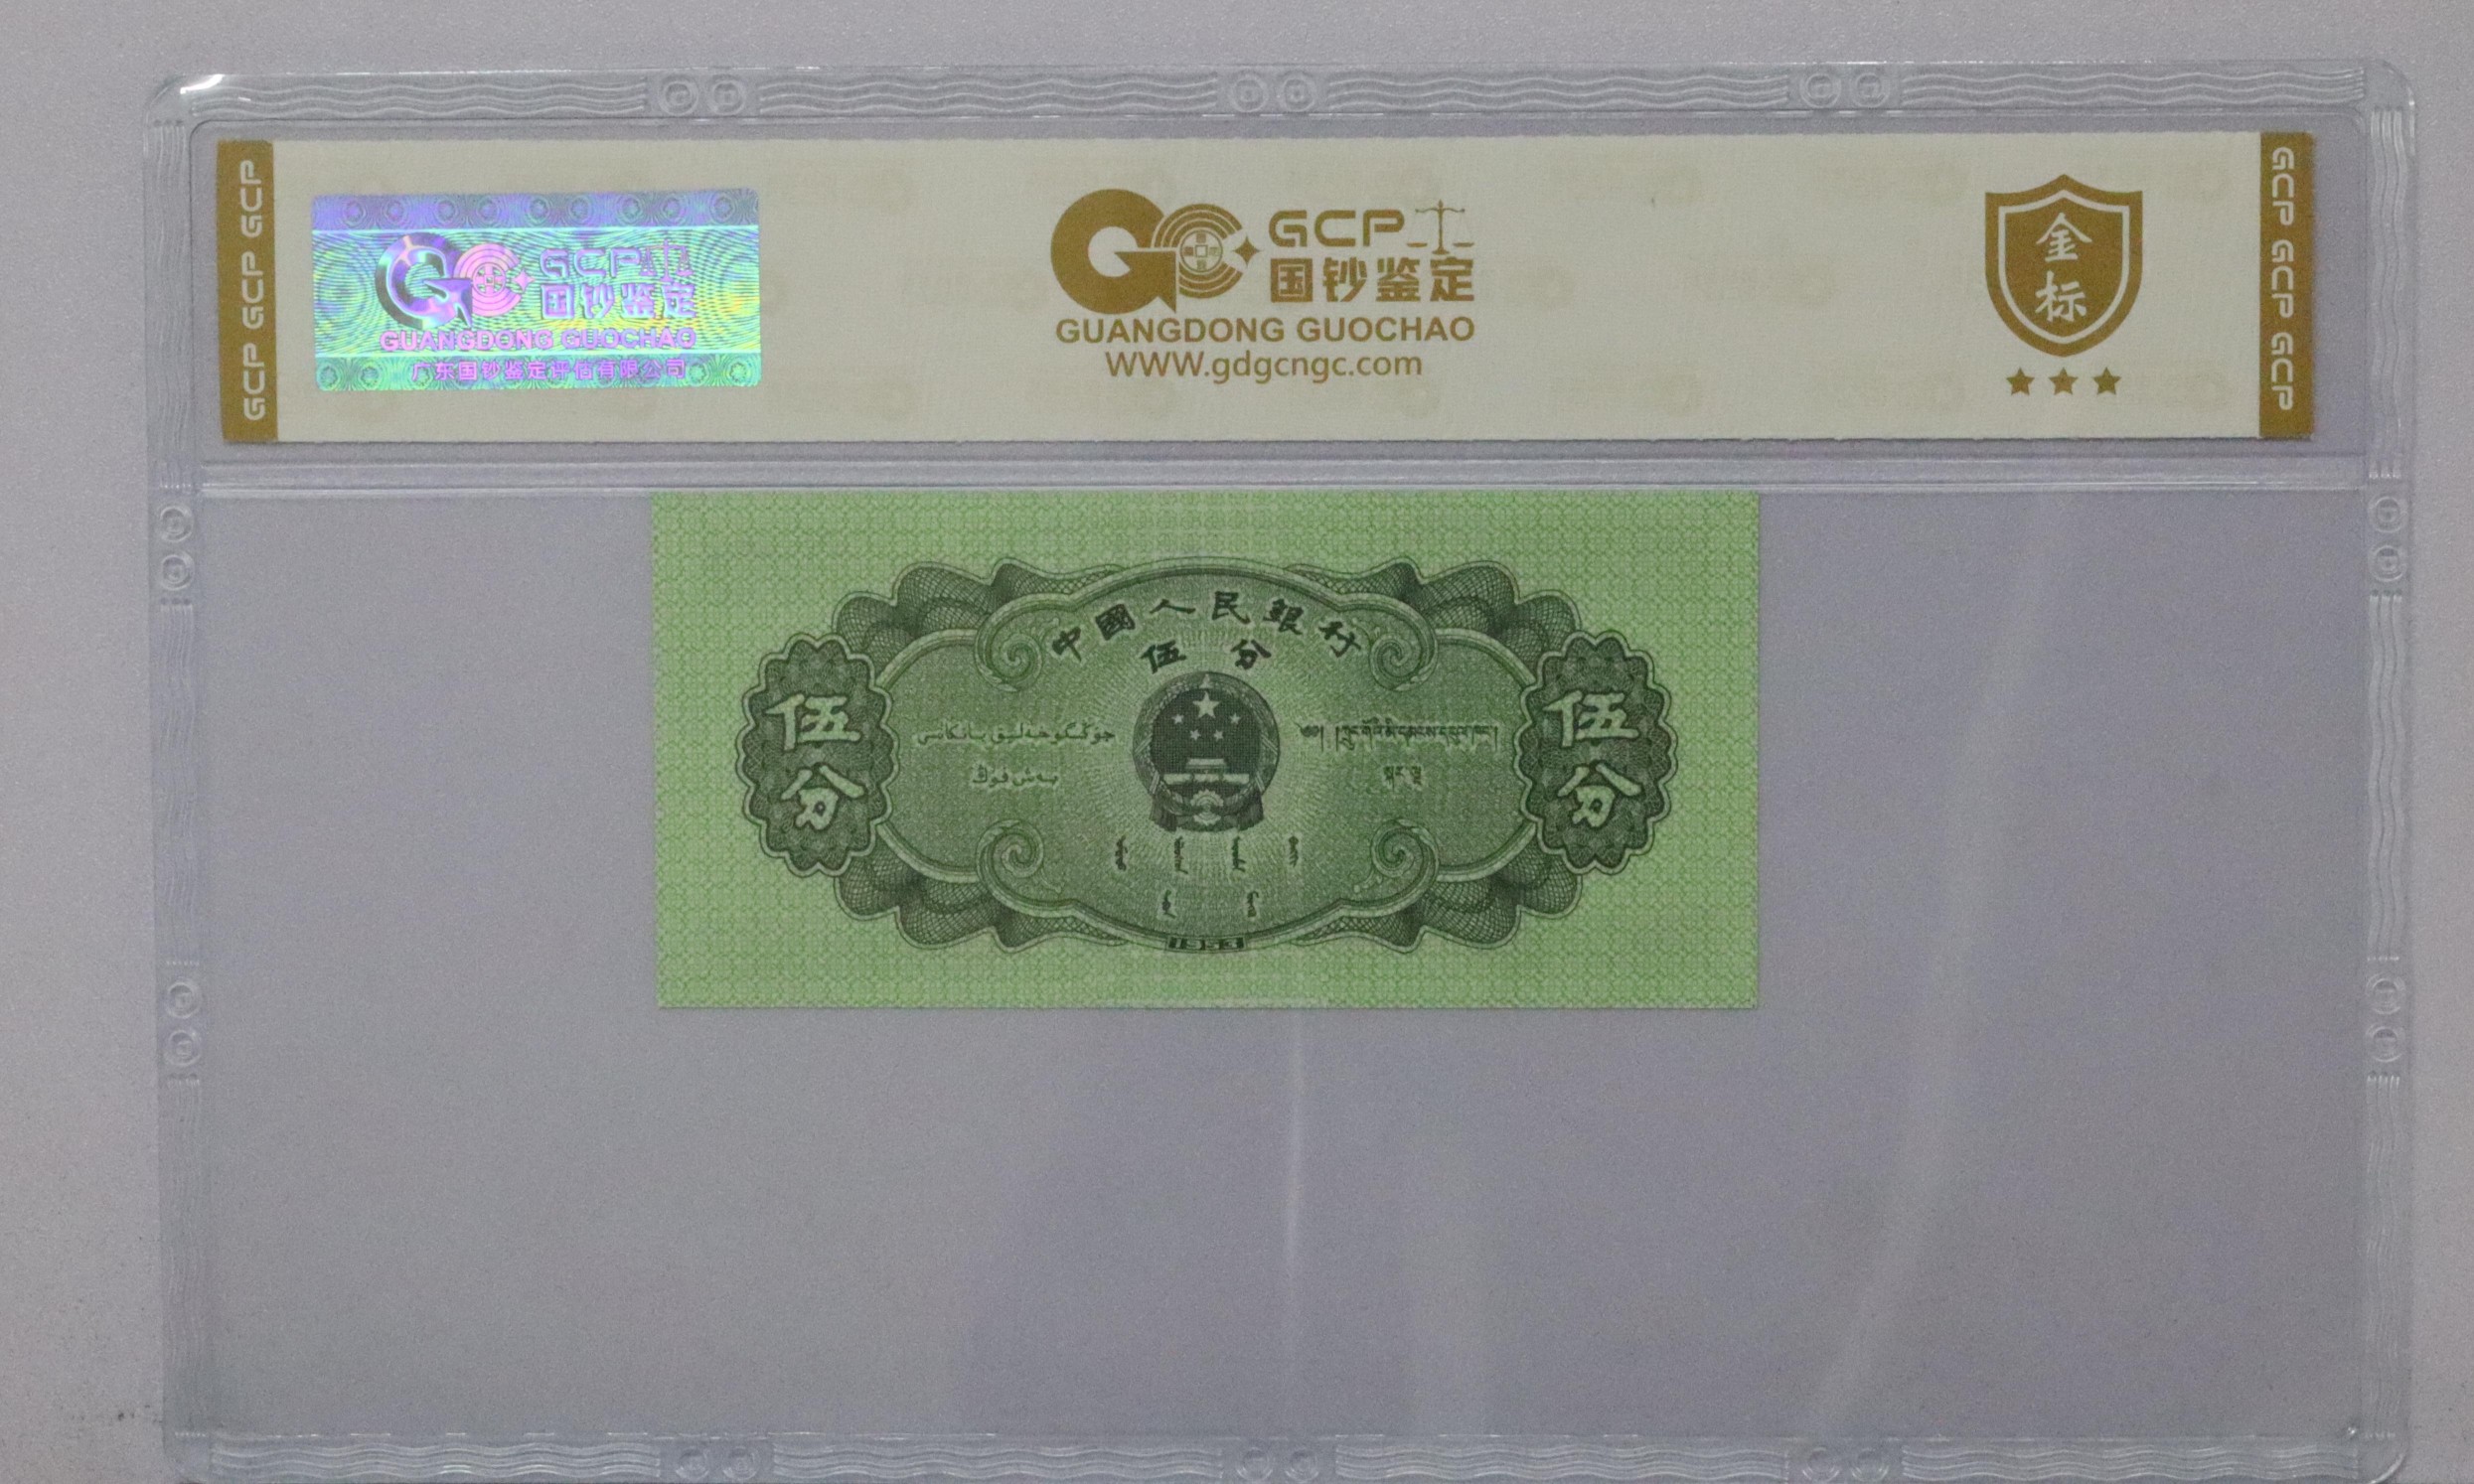 GCP GCP GCP
GCP
国钞鉴定
GUANGDONG GUOCHAO
广东国钞鉴定评估有限公司
GCP
国钞鉴定
GUANGDONG GUOCHAO
WWW.gdgcngc.com
金
标
GCP GCP GCP
中國人民銀行
伍分
伍
分
伍
分
1953